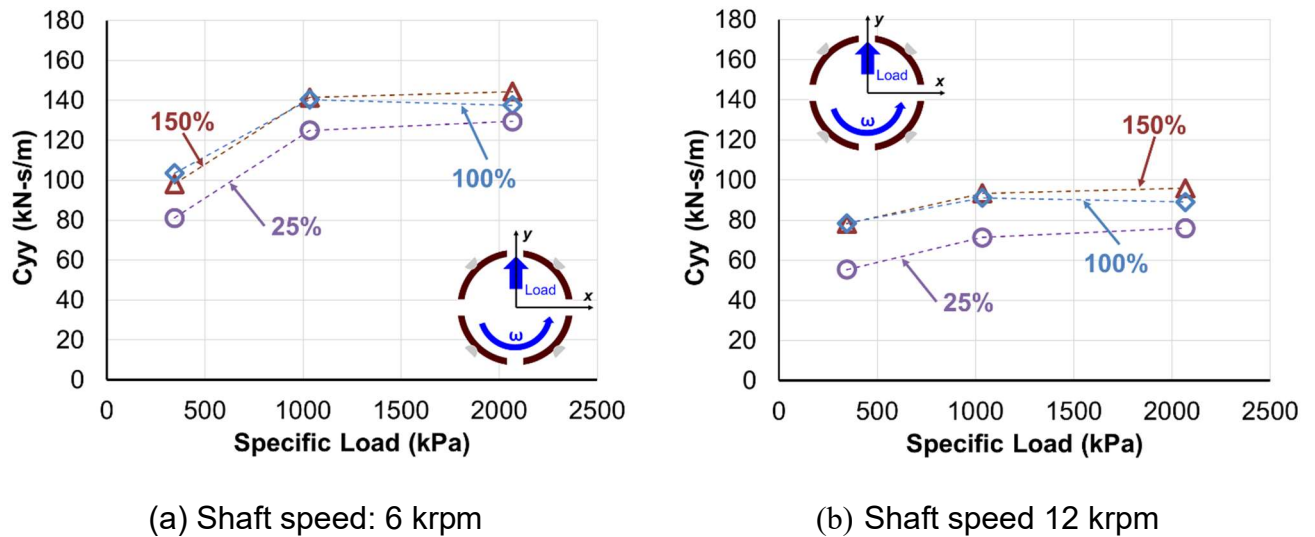 180
160
140
120
100
80
60
40
20
0
Cyy (kN-s/m)
150%
100%
25%
y
Load
x
ω
0 500 1000 1500 2000 2500
Specific Load (kPa)
(a) Shaft speed: 6 krpm
180
160
140
120
100
80
60
40
20
0
Cyy (kN-s/m)
y
Load
x
ω
150%
100%
25%
0 500 1000 1500 2000 2500
Specific Load (kPa)
(b) Shaft speed 12 krpm